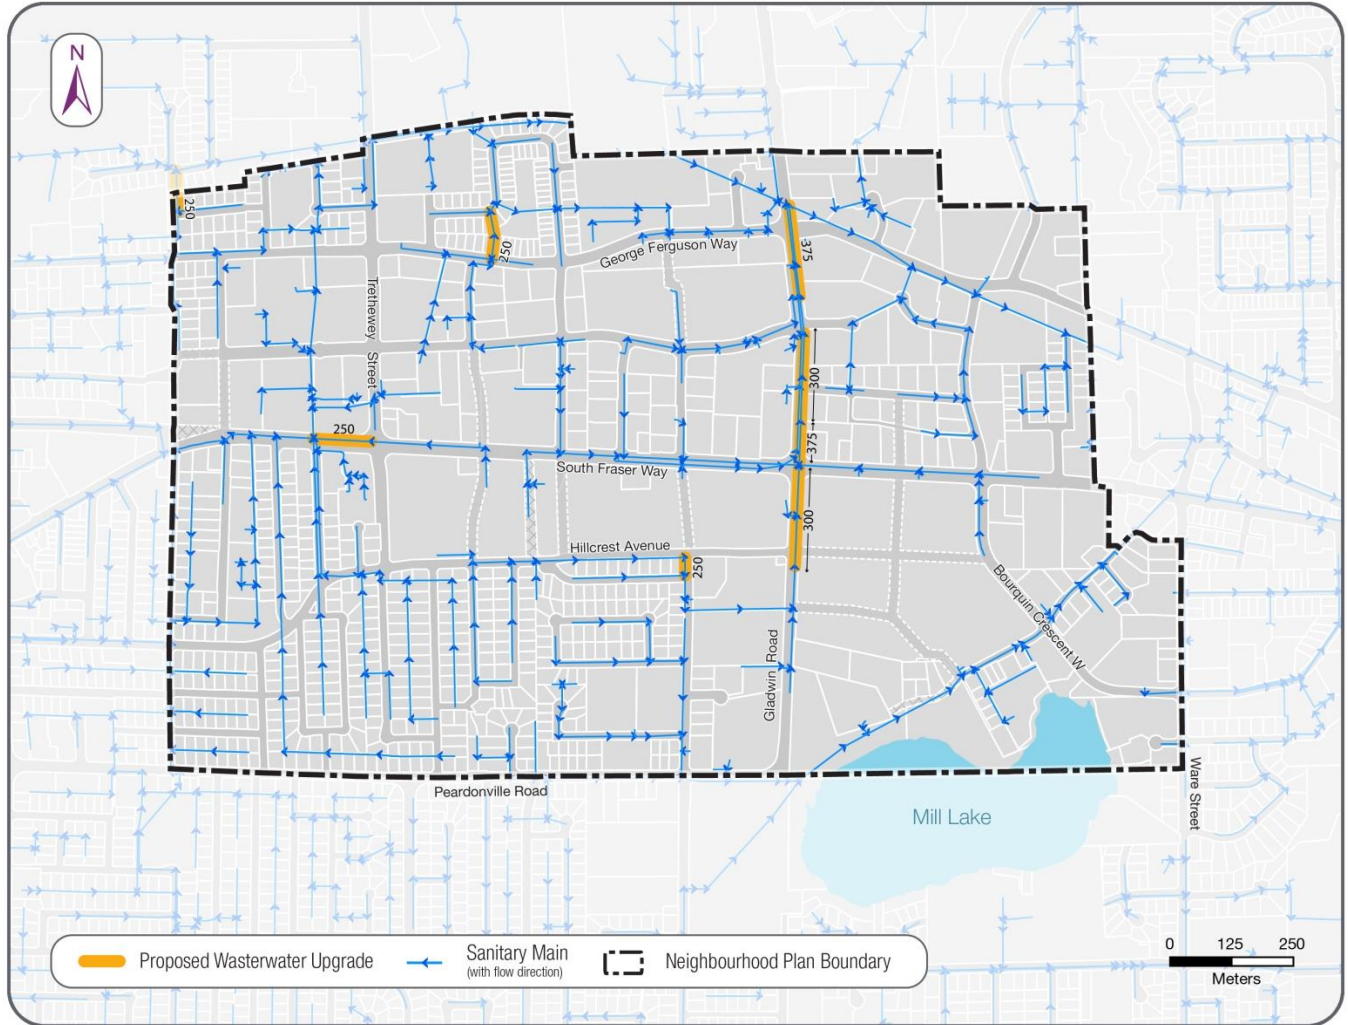 N
250
250
George Ferguson Way
375
Trethewey Street
300
250
375
South Fraser Way
300
Hillcrest Avenue
250
Bourquin Crescent W
Gladwin Road
Peardonville Road
Ware Street
Mill Lake
Proposed Wasterwater Upgrade
Sanitary Main
(with flow direction)
Neighbourhood Plan Boundary
0 125 250
Meters